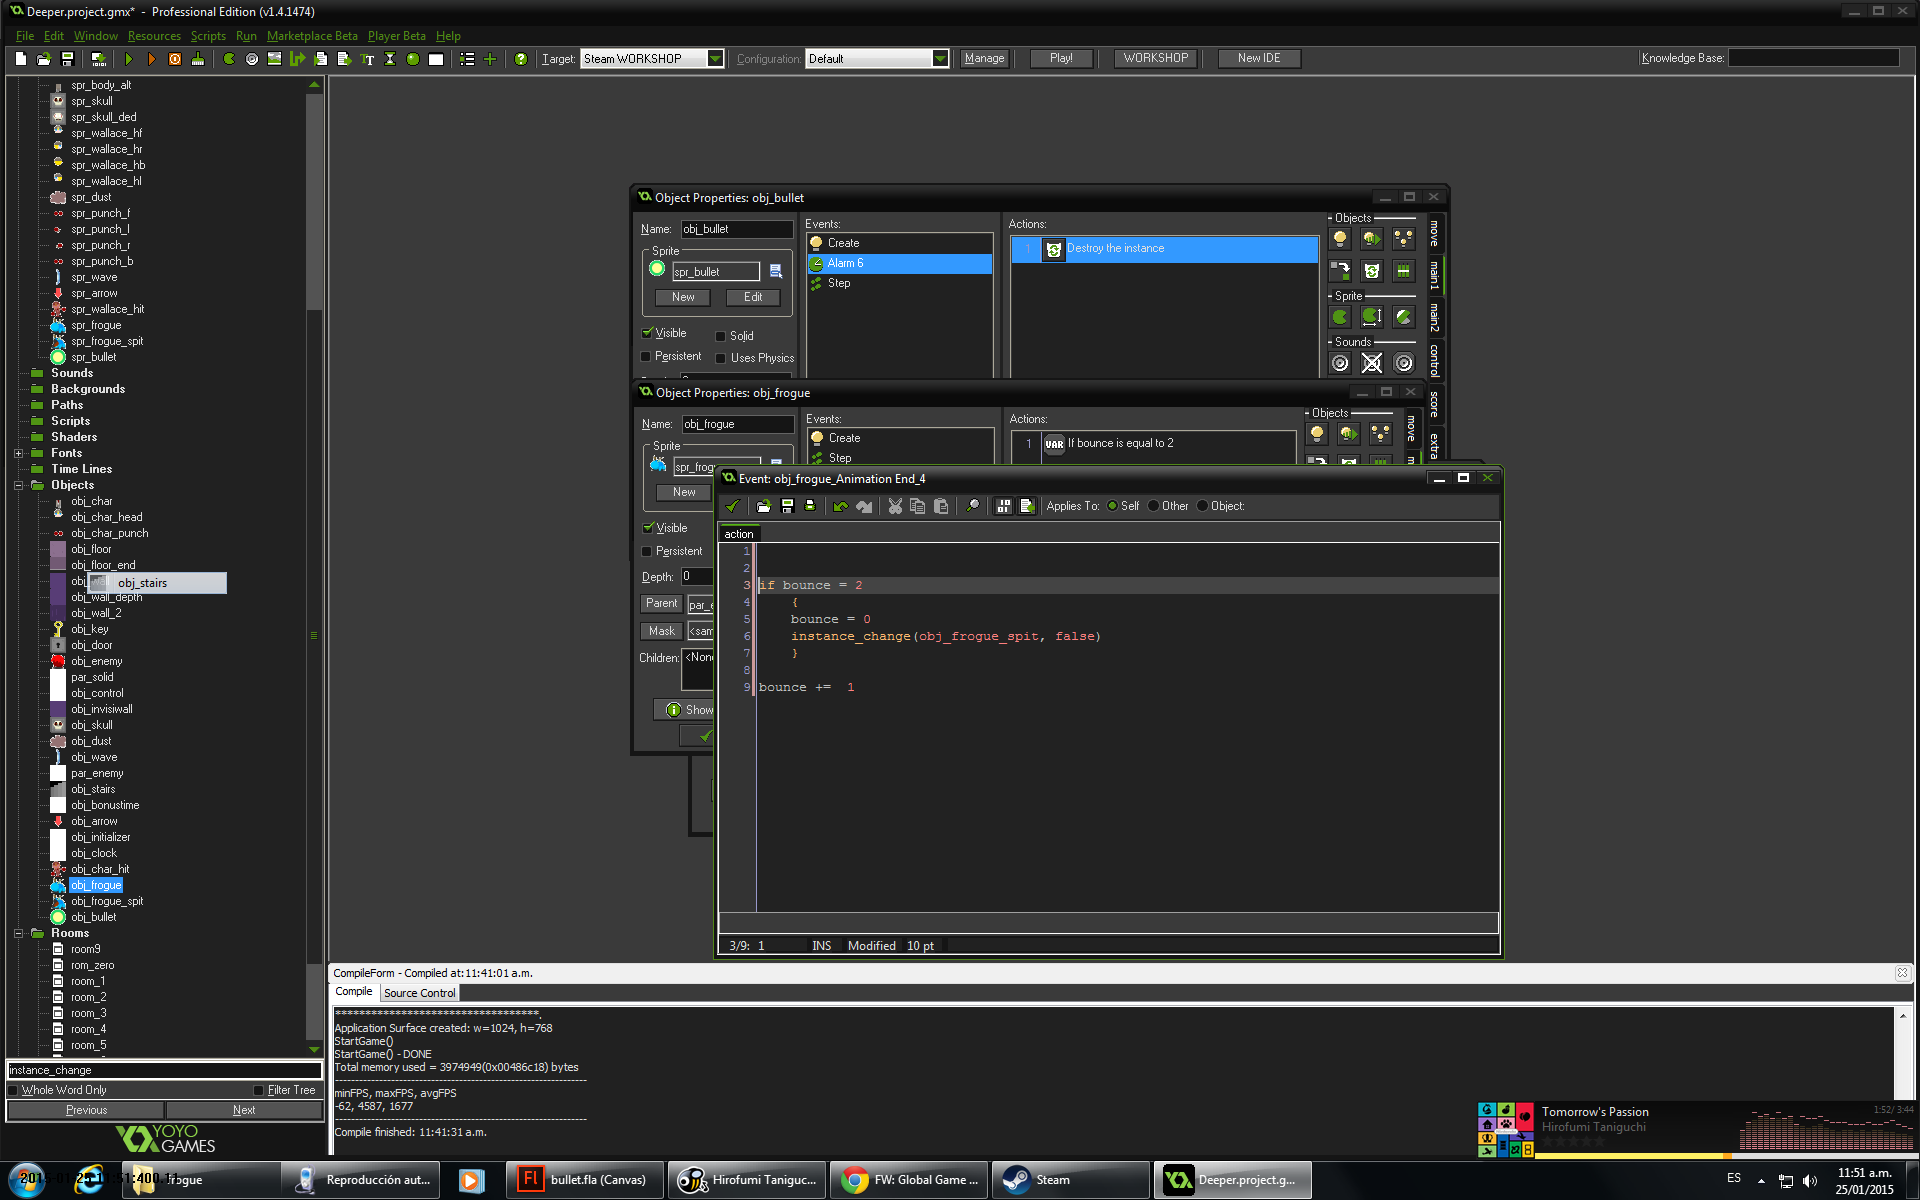 Deeper.project.gmx* - Professional Edition (v1.4.1474)
File Edit Window Resources Scripts Run Marketplace Beta Player Beta Help
Target: Steam WORKSHOP Configuration: Default Manage Play! WORKSHOP New IDE Knowledge Base:
spr_body_alt
spr_skull
spr_skull_ded
spr_wallace_hf
spr_wallace_hr
spr_wallace_hb
spr_wallace_hl
spr_dust
spr_punch_f
spr_punch_l
spr_punch_r
spr_punch_b
spr_wave
spr_arrow
spr_wallace_hit
spr_frogue
spr_frogue_spit
spr_bullet
Sounds
Backgrounds
Paths
Scripts
Shaders
Fonts
Time Lines
Objects
obj_char
obj_char_head
obj_char_punch
obj_floor
obj_floor_end
obj_stairs
obj_wall_depth
obj_wall_2
obj_key
obj_door
obj_enemy
par_solid
obj_control
obj_invisiwall
obj_skull
obj_dust
obj_wave
par_enemy
obj_stairs
obj_bonustime
obj_arrow
obj_initializer
obj_clock
obj_char_hit
obj_frogue
obj_frogue_spit
obj_bullet
Rooms
room9
rom_zero
room_1
room_2
room_3
room_4
room_5
instance_change
Whole Word Only Filter Tree
Previous Next
YOYO
GAMES
Object Properties: obj_bullet
Name: obj_bullet
Sprite
spr_bullet
New Edit
Visible Solid
Persistent Uses Physics
Events:
Create
Alarm 6
Step
Actions:
1 Destroy the instance
Objects
Sprite
Sounds
move
main1
main2
control
score
extra
Object Properties: obj_frogue
Name: obj_frogue
Sprite
spr_frog
New
Visible
Persistent
Depth: 0
Parent par_e
Mask <sam
Children: <Non
Show
Events:
Create
Step
Actions:
1 VAR If bounce is equal to 2
Objects
move
Event: obj_frogue_Animation End_4
Applies To: Self Other Object:
action
1
2
3 if bounce = 2
4 {
5 bounce = 0
6 instance_change(obj_frogue_spit, false)
7 }
8
9 bounce += 1
3/9: 1 INS Modified 10 pt
CompileForm - Compiled at:11:41:01 a.m.
Compile Source Control
***********************************.
Application Surface created: w=1024, h=768
StartGame()
StartGame() - DONE
Total memory used = 3974949(0x00486c18) bytes
minFPS, maxFPS, avgFPS
-62, 4587, 1677
Compile finished: 11:41:31 a.m.
Tomorrow's Passion 1:52/ 3:44
Hirofumi Taniguchi
frogue Reproducción aut... Fl bullet.fla (Canvas) Hirofumi Taniguc... FW: Global Game ... Steam Deeper.project.g... ES 11:51 a.m.
25/01/2015